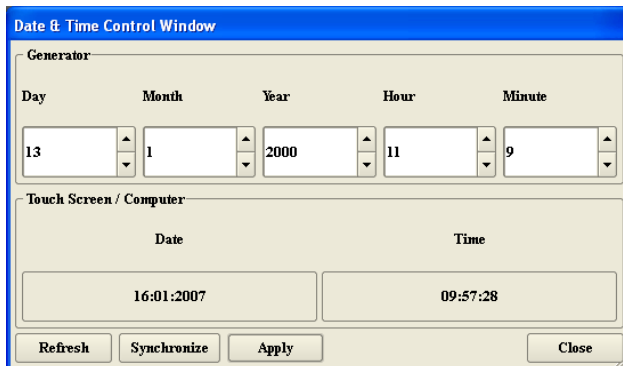 Date & Time Control Window
Generator
Day Month Year Hour Minute
13 1 2000 11 9
Touch Screen / Computer
Date Time
16:01:2007 09:57:28
Refresh Synchronize Apply Close